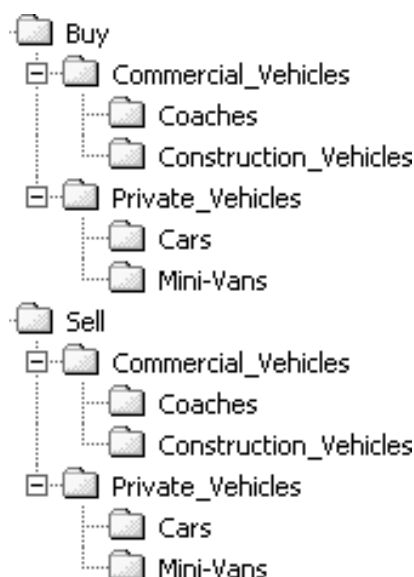 Buy
Commercial_Vehicles
Coaches
Construction_Vehicles
Private_Vehicles
Cars
Mini-Vans
Sell
Commercial_Vehicles
Coaches
Construction_Vehicles
Private_Vehicles
Cars
Mini-Vans